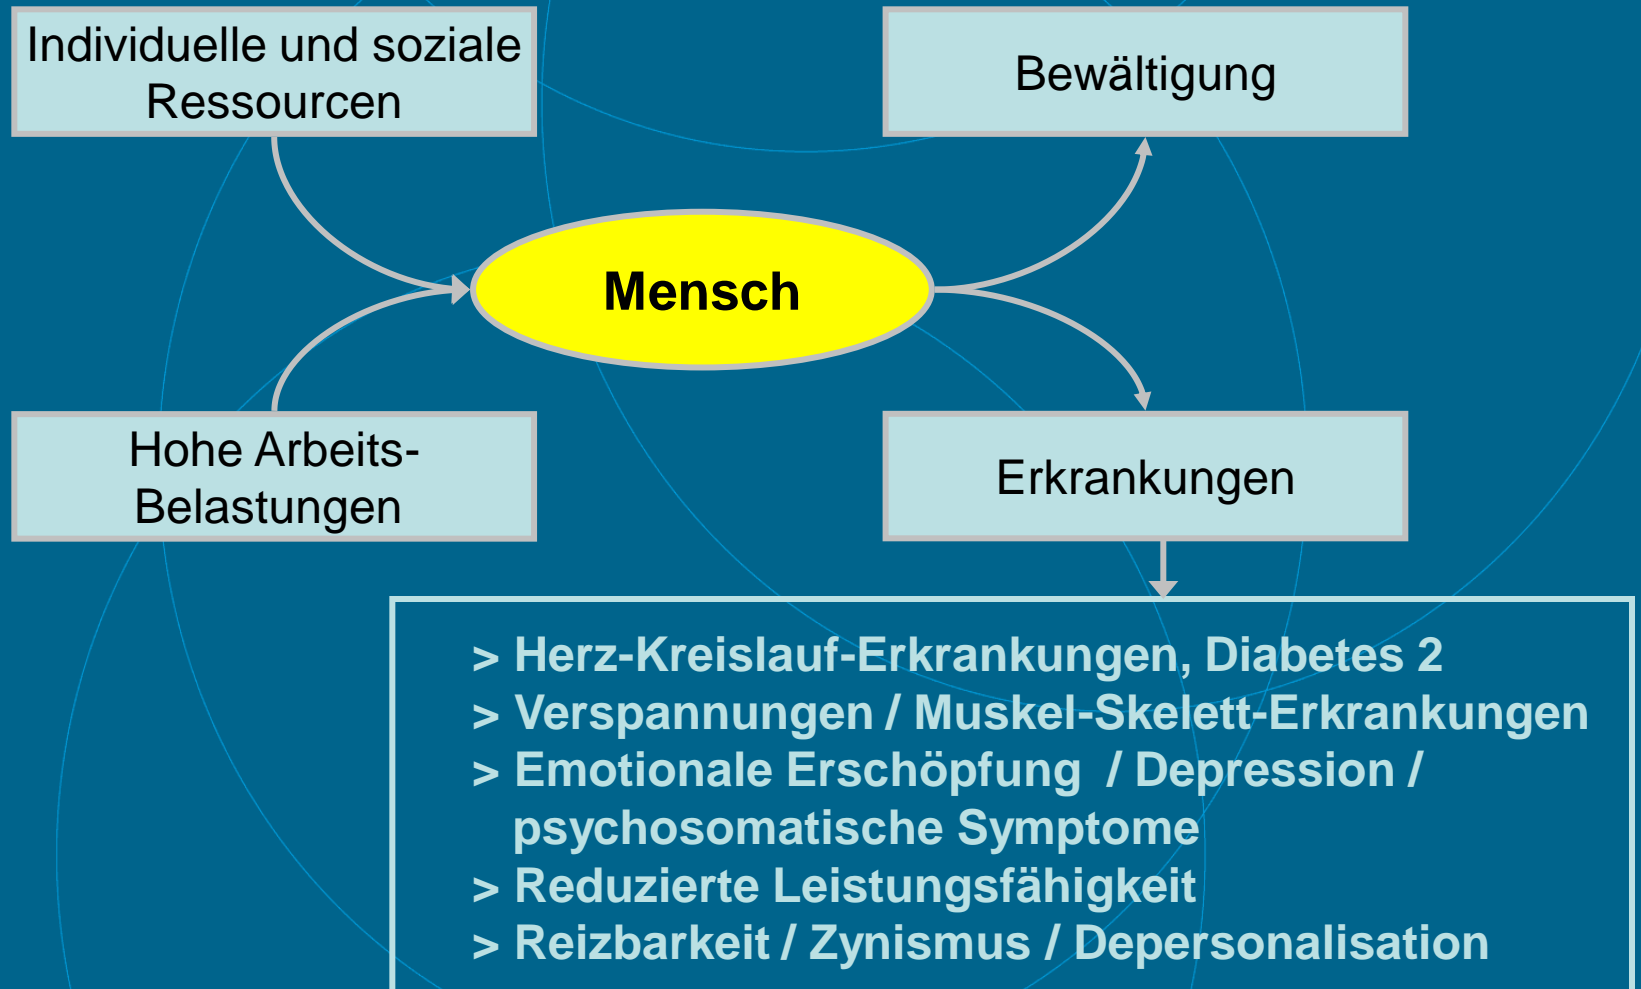 Individuelle und soziale
Ressourcen
Bewältigung
Mensch
Hohe Arbeits-
Belastungen
Erkrankungen
> Herz-Kreislauf-Erkrankungen, Diabetes 2
> Verspannungen / Muskel-Skelett-Erkrankungen
> Emotionale Erschöpfung / Depression /
psychosomatische Symptome
> Reduzierte Leistungsfähigkeit
> Reizbarkeit / Zynismus / Depersonalisation